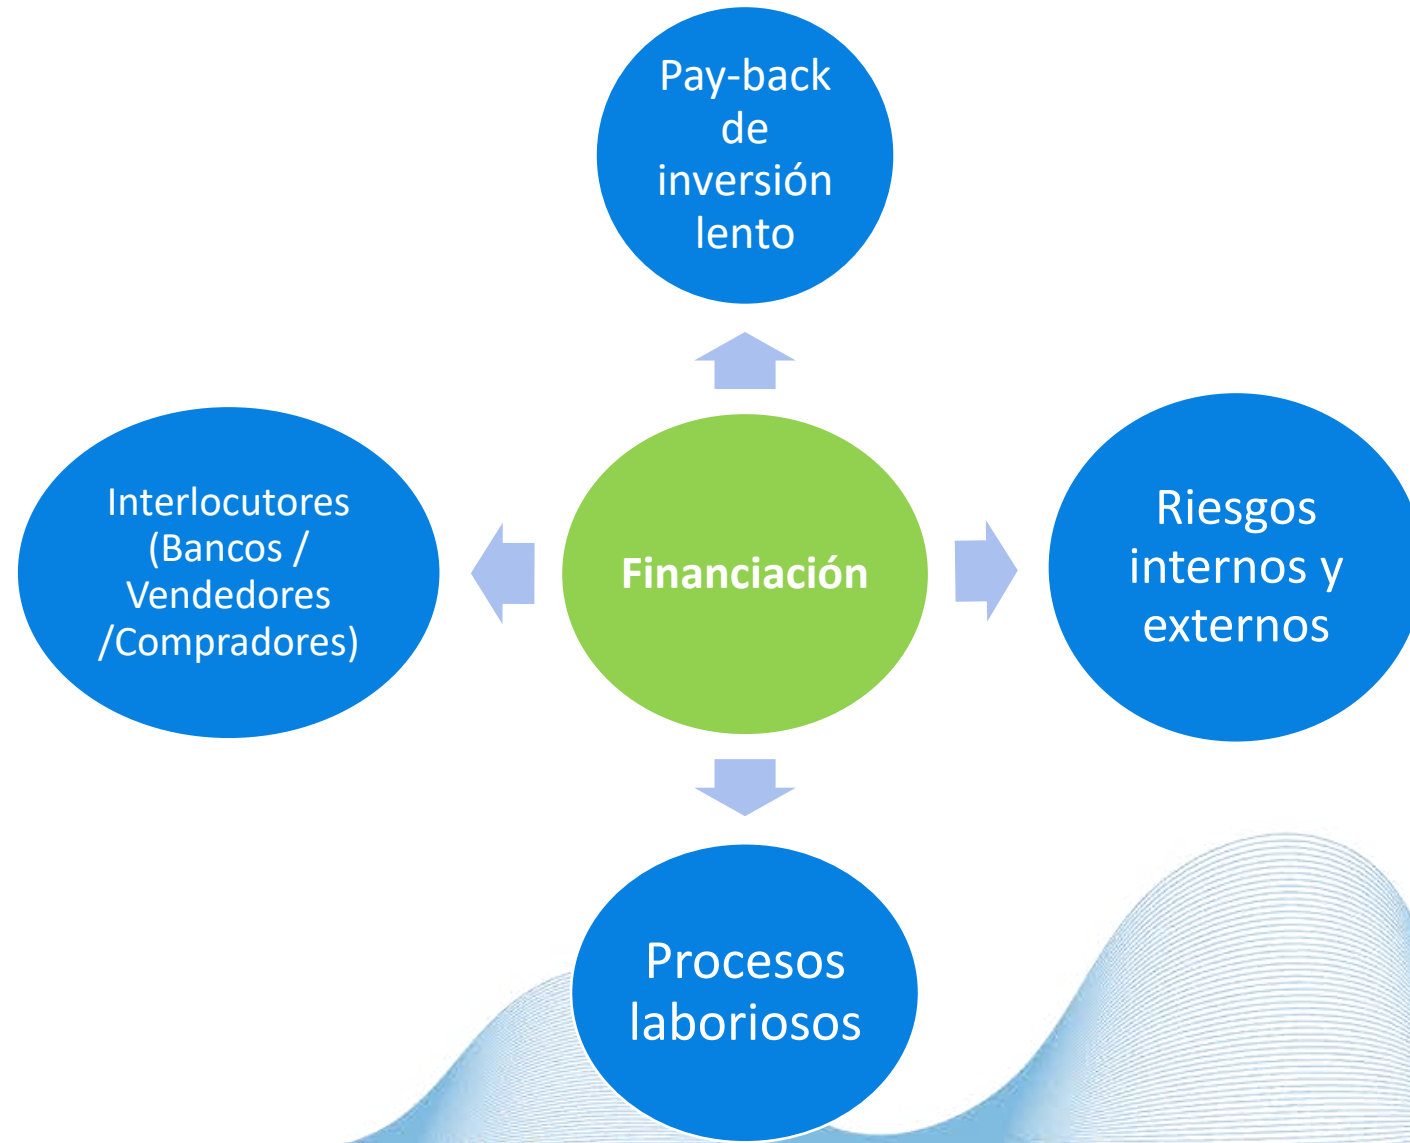 Pay-back
de
inversión
lento
Interlocutores
(Bancos /
Vendedores
/Compradores)
Financiación
Riesgos
internos y
externos
Procesos
laboriosos